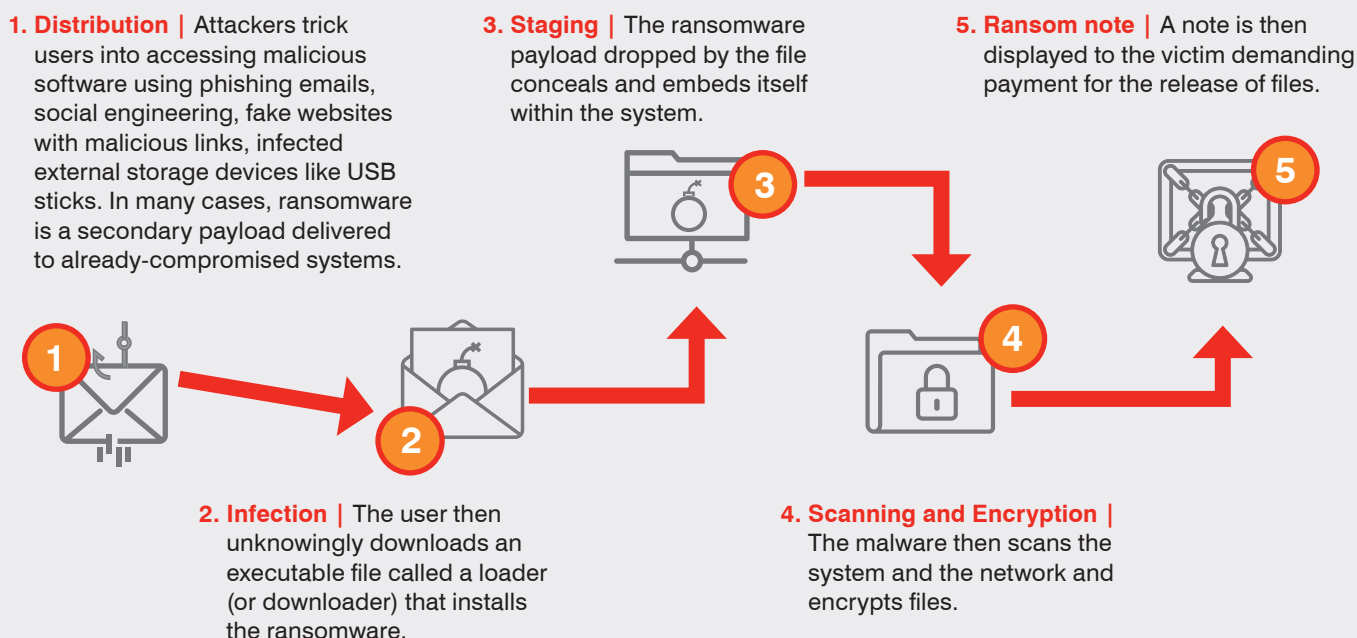 1. Distribution | Attackers trick
users into accessing malicious
software using phishing emails,
social engineering, fake websites
with malicious links, infected
external storage devices like USB
sticks. In many cases, ransomware
is a secondary payload delivered
to already-compromised systems.
3. Staging | The ransomware
payload dropped by the file
conceals and embeds itself
within the system.
5. Ransom note | A note is then
displayed to the victim demanding
payment for the release of files.
3
5
1
4
2
2. Infection | The user then
unknowingly downloads an
executable file called a loader
(or downloader) that installs
the ransomware.
4. Scanning and Encryption |
The malware then scans the
system and the network and
encrypts files.